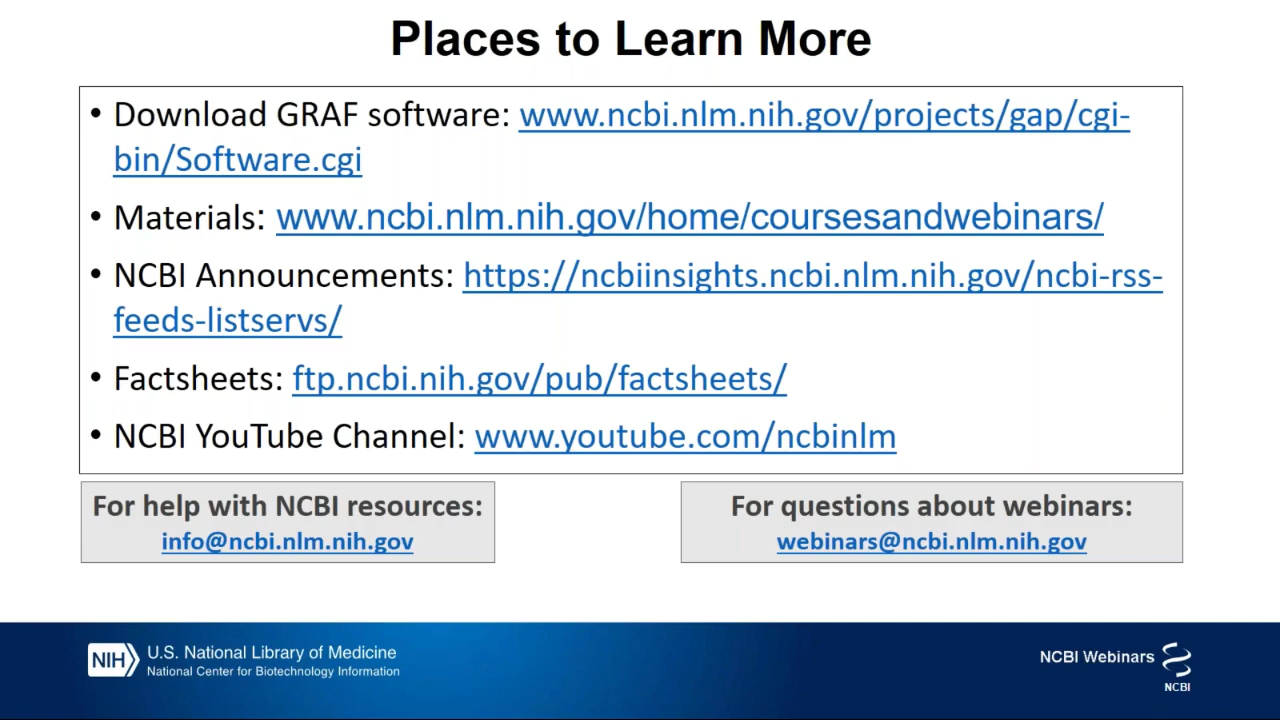 Places to Learn More
• Download GRAF software: www.ncbi.nlm.nih.gov/projects/gap/cgi-
bin/Software.cgi
• Materials: www.ncbi.nlm.nih.gov/home/coursesandwebinars/
• NCBI Announcements: https://ncbiinsights.ncbi.nlm.nih.gov/ncbi-rss-
feeds-listservs/
• Factsheets: ftp.ncbi.nih.gov/pub/factsheets/
• NCBI YouTube Channel: www.youtube.com/ncbinlm
For help with NCBI resources:
info@ncbi.nlm.nih.gov
For questions about webinars:
webinars@ncbi.nlm.nih.gov
NIH
U.S. National Library of Medicine
National Center for Biotechnology Information
NCBI Webinars
NCBI